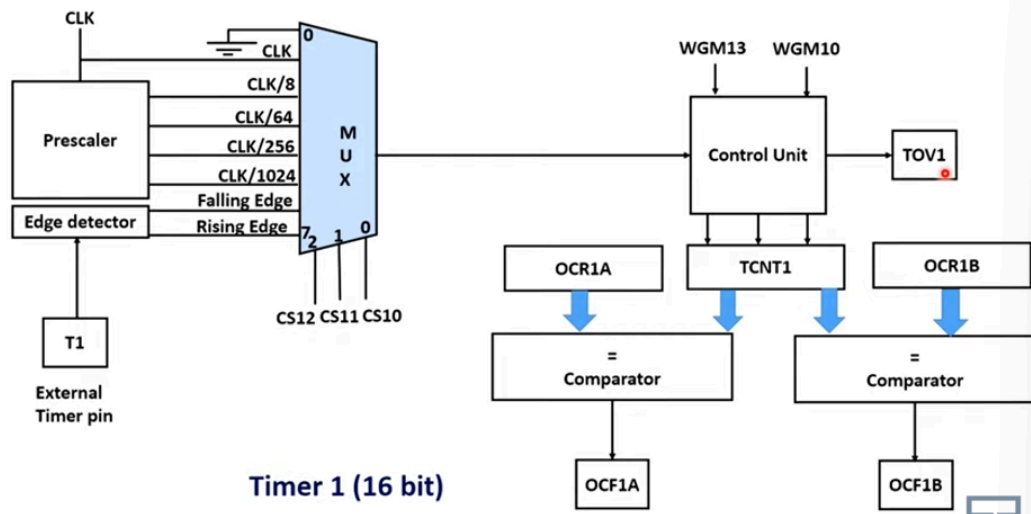 CLK
0
CLK
CLK/8
CLK/64
CLK/256
CLK/1024
Falling Edge
Rising Edge
Prescaler
Edge detector
M
U
X
7
2 1 0
CS12 CS11 CS10
T1
External
Timer pin
WGM13 WGM10
Control Unit
TOV1
OCR1A
TCNT1
OCR1B
=
Comparator
=
Comparator
OCF1A
OCF1B
Timer 1 (16 bit)